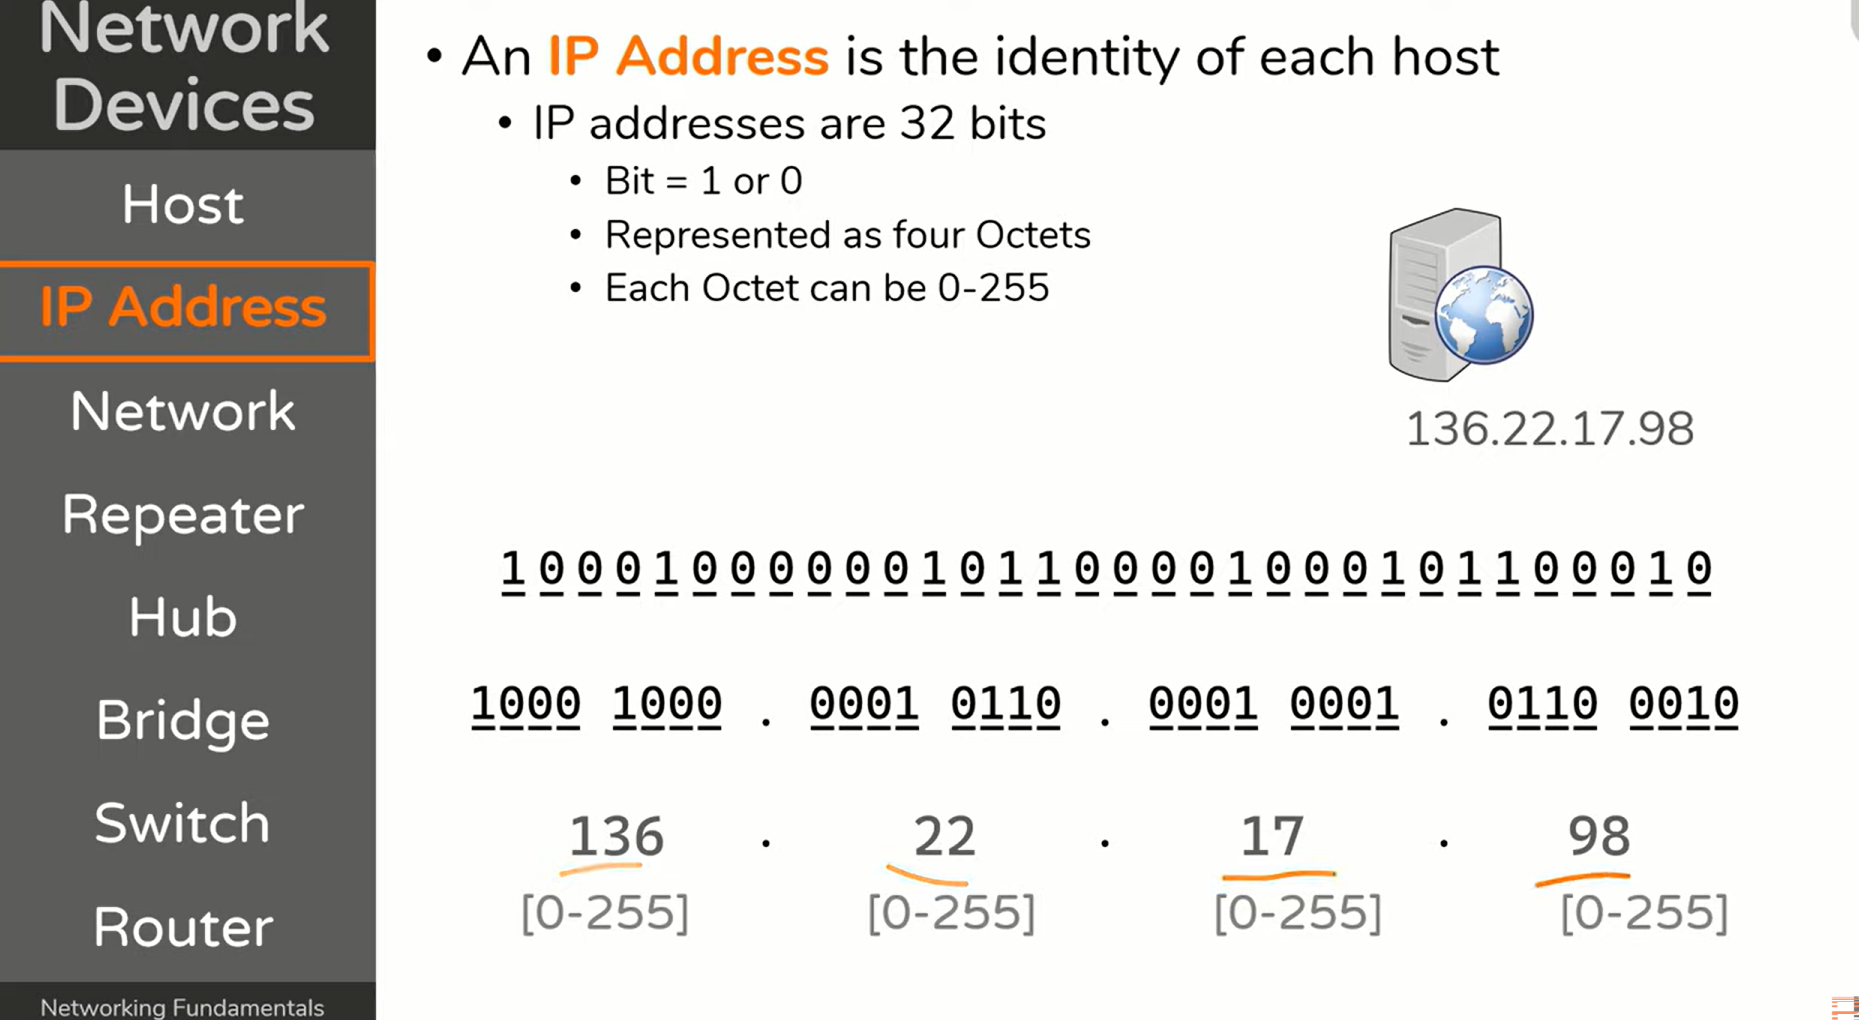 Network
Devices
Host
IP Address
Network
Repeater
Hub
Bridge
Switch
Router
Networking Fundamentals
• An IP Address is the identity of each host
• IP addresses are 32 bits
• Bit = 1 or 0
• Represented as four Octets
• Each Octet can be 0-255
136.22.17.98
1 0 0 0 1 0 0 0 0 0 0 1 0 1 1 0 0 0 0 1 0 0 0 1 0 1 1 0 0 0 1 0
1000 1000 . 0001 0110 . 0001 0001 . 0110 0010
136 . 22 . 17 . 98
[0-255] [0-255] [0-255] [0-255]